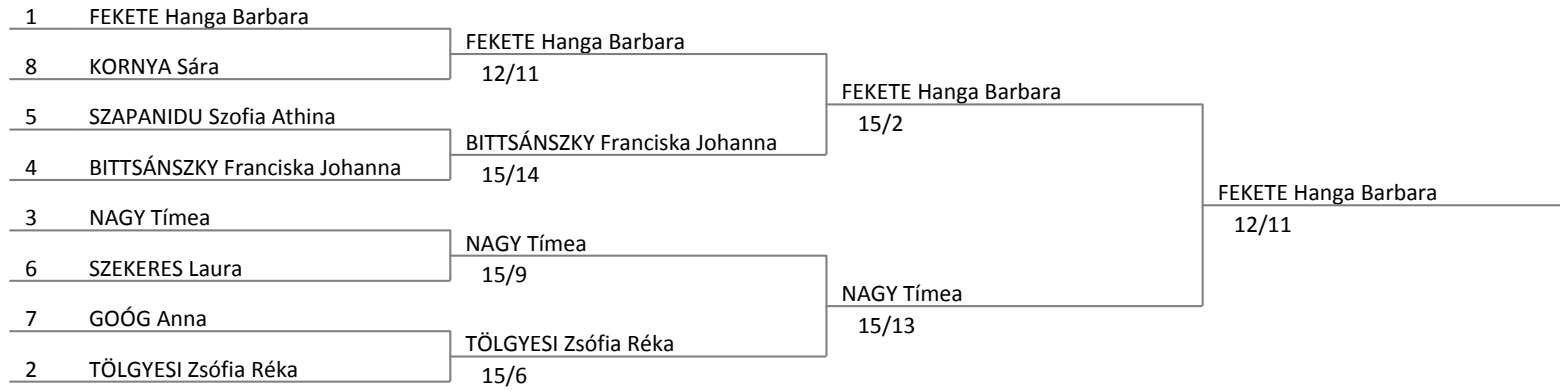 1 FEKETE Hanga Barbara
8 KORNYA Sára
5 SZAPANIDU Szofia Athina
4 BITTSÁNSZKY Franciska Johanna
3 NAGY Tímea
6 SZEKERES Laura
7 GOÓG Anna
2 TÖLGYESI Zsófia Réka
FEKETE Hanga Barbara
12/11
BITTSÁNSZKY Franciska Johanna
15/14
NAGY Tímea
15/9
TÖLGYESI Zsófia Réka
15/6
FEKETE Hanga Barbara
15/2
NAGY Tímea
15/13
FEKETE Hanga Barbara
12/11